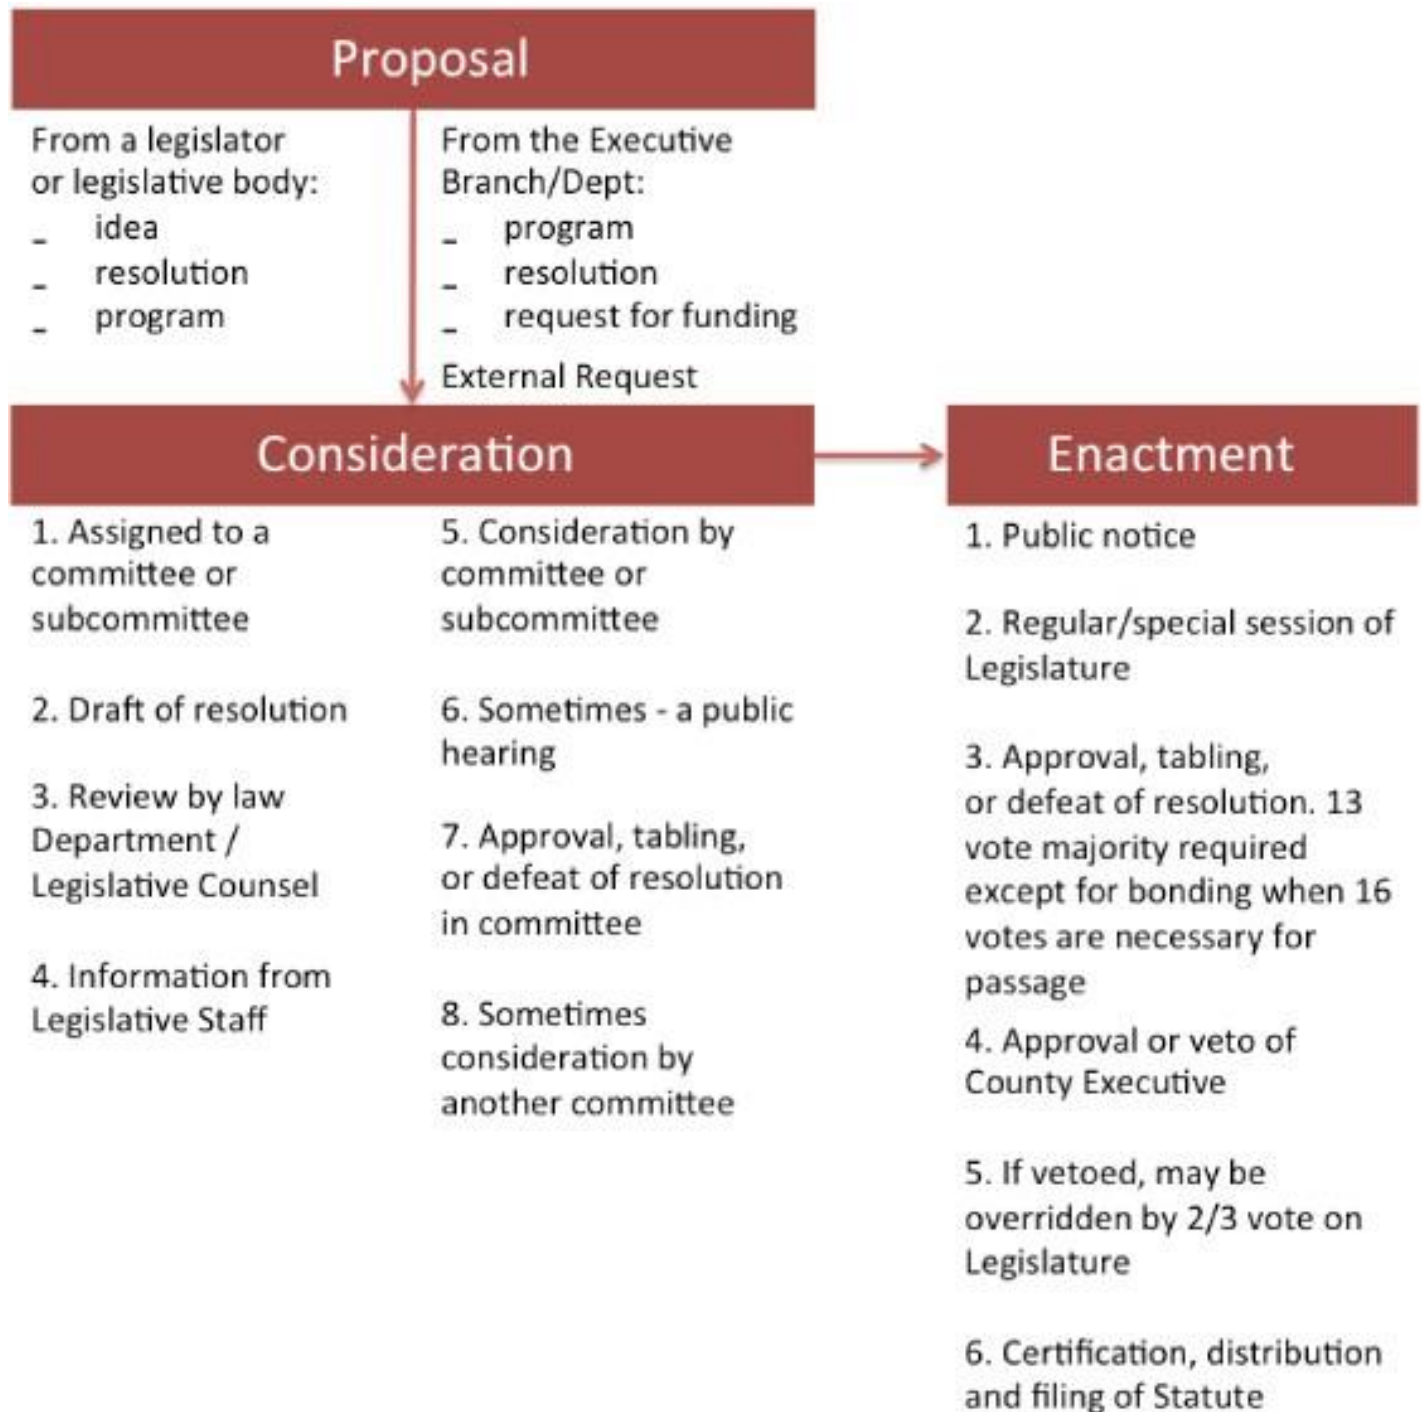 Proposal
From a legislator
or legislative body:
- idea
- resolution
- program
From the Executive
Branch/Dept:
- program
- resolution
- request for funding
External Request
Consideration
1. Assigned to a
committee or
subcommittee
2. Draft of resolution
3. Review by law
Department /
Legislative Counsel
4. Information from
Legislative Staff
5. Consideration by
committee or
subcommittee
6. Sometimes - a public
hearing
7. Approval, tabling,
or defeat of resolution
in committee
8. Sometimes
consideration by
another committee
Enactment
1. Public notice
2. Regular/special session of
Legislature
3. Approval, tabling,
or defeat of resolution. 13
vote majority required
except for bonding when 16
votes are necessary for
passage
4. Approval or veto of
County Executive
5. If vetoed, may be
overridden by 2/3 vote on
Legislature
6. Certification, distribution
and filing of Statute